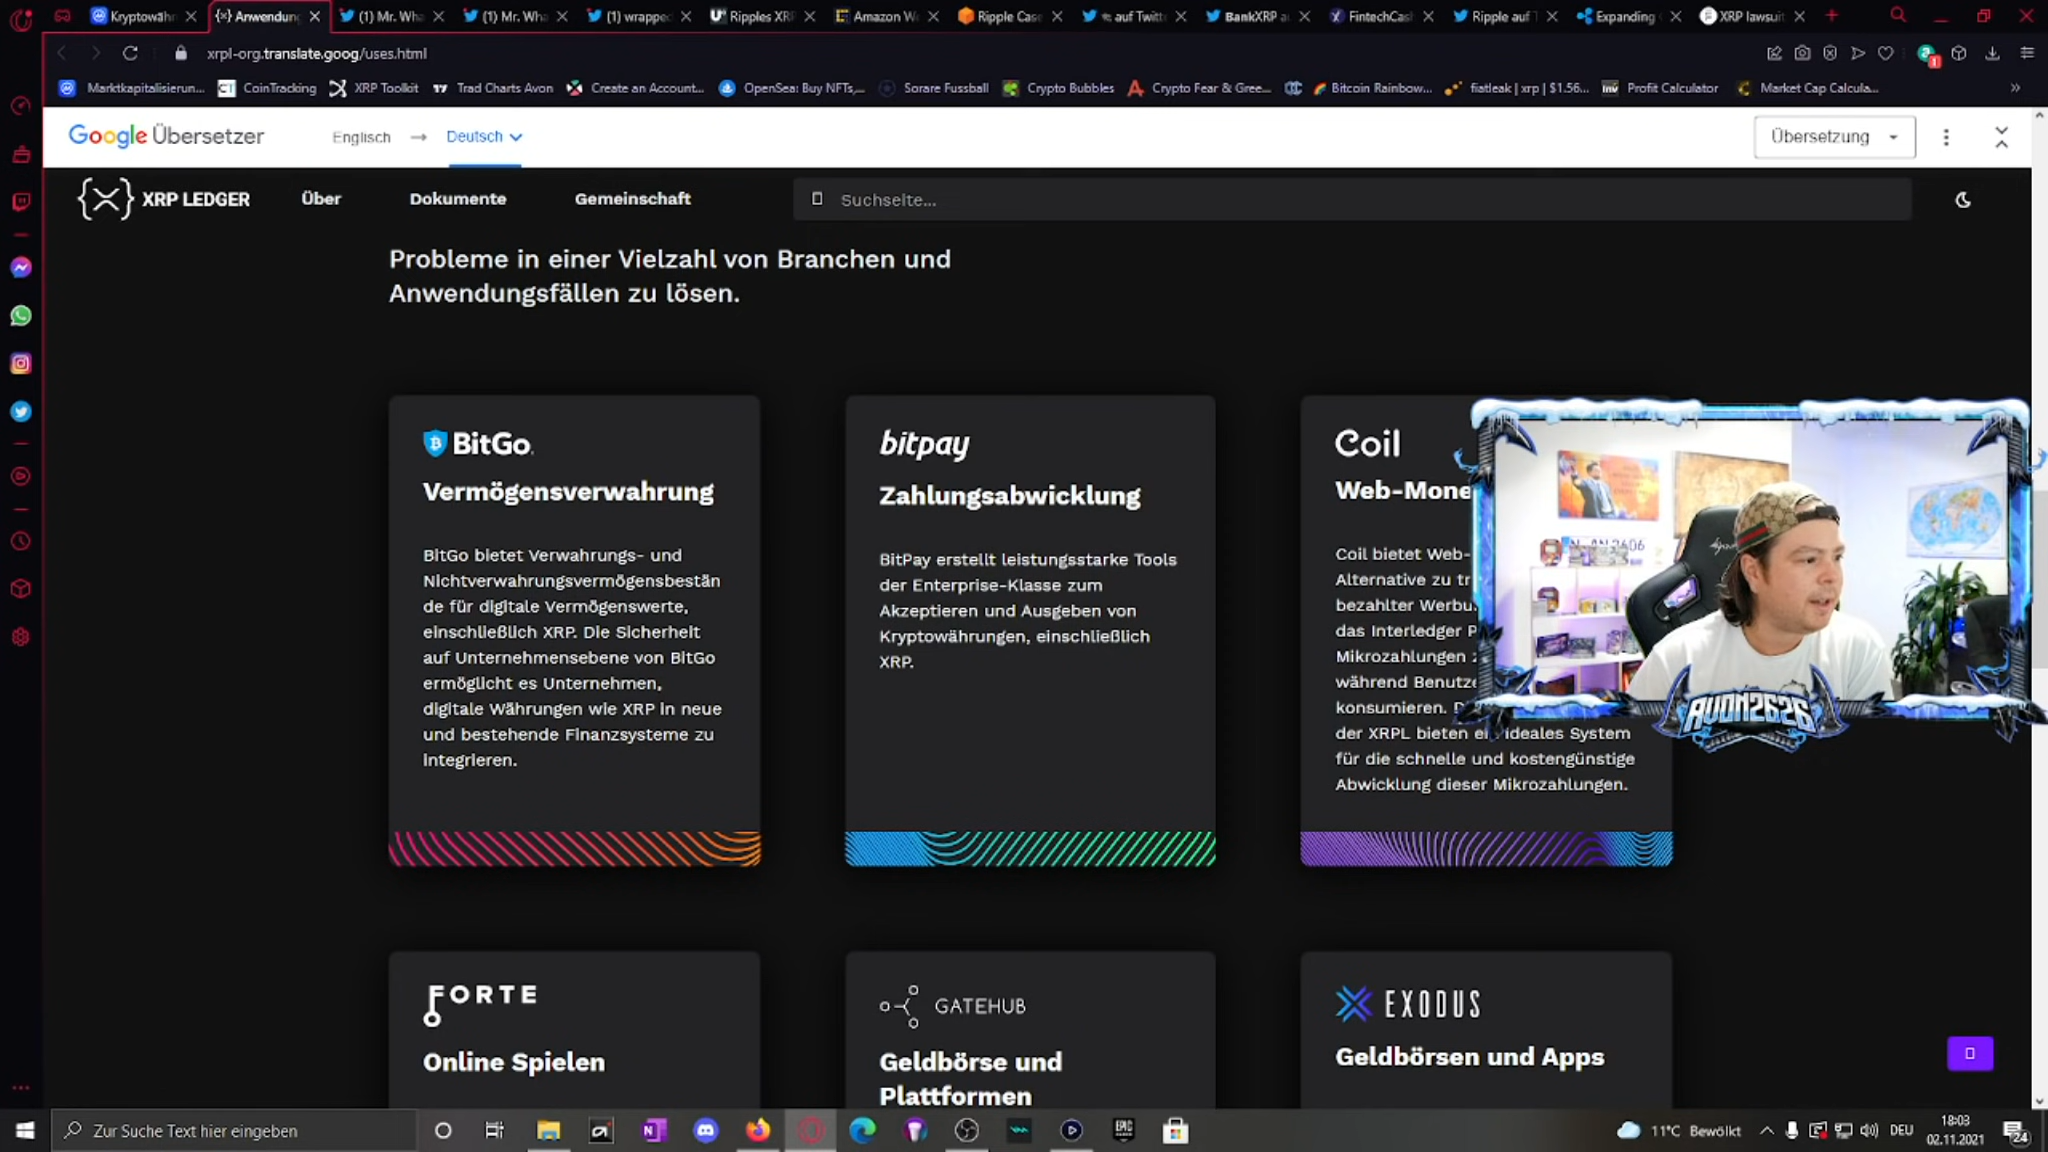 Kryptowähr
Anwendun
(1) Mr. Wha
(1) Mr. Wha
(1) wrapped
Ripples XRP
Amazon W
Ripple Case
auf Twitt
BankXRP a
FintechCas
Ripple auf T
Expanding
XRP lawsuit
xrpl-org.translate.goog/uses.html
Marktkapitalisierun...
CoinTracking
XRP Toolkit
Trad Charts Avon
Create an Account...
OpenSea: Buy NFTs,...
Sorare Fussball
Crypto Bubbles
Crypto Fear & Gree...
Bitcoin Rainbow...
fiatleak | xrp | $1.56...
Profit Calculator
Market Cap Calcula...
Google Übersetzer
Englisch → Deutsch
Übersetzung
XRP LEDGER
Über
Dokumente
Gemeinschaft
Suchseite...
Probleme in einer Vielzahl von Branchen und
Anwendungsfällen zu lösen.
BitGo
Vermögensverwahrung
BitGo bietet Verwahrungs- und
Nichtverwahrungsvermögensbestän
de für digitale Vermögenswerte,
einschließlich XRP. Die Sicherheit
auf Unternehmensebene von BitGo
ermöglicht es Unternehmen,
digitale Währungen wie XRP in neue
und bestehende Finanzsysteme zu
integrieren.
bitpay
Zahlungsabwicklung
BitPay erstellt leistungsstarke Tools
der Enterprise-Klasse zum
Akzeptieren und Ausgeben von
Kryptowährungen, einschließlich
XRP.
Coil
Web-Mone
Coil bietet Web-
Alternative zu tr
bezahlter Werbu
das Interledger P
Mikrozahlungen
während Benutze
konsumieren.
der XRPL bieten ein ideales System
für die schnelle und kostengünstige
Abwicklung dieser Mikrozahlungen.
AVON2626
FORTE
Online Spielen
GATEHUB
Geldbörse und
Plattformen
EXODUS
Geldbörsen und Apps
Zur Suche Text hier eingeben
11°C Bewölkt
DEU
18:03
02.11.2021
24